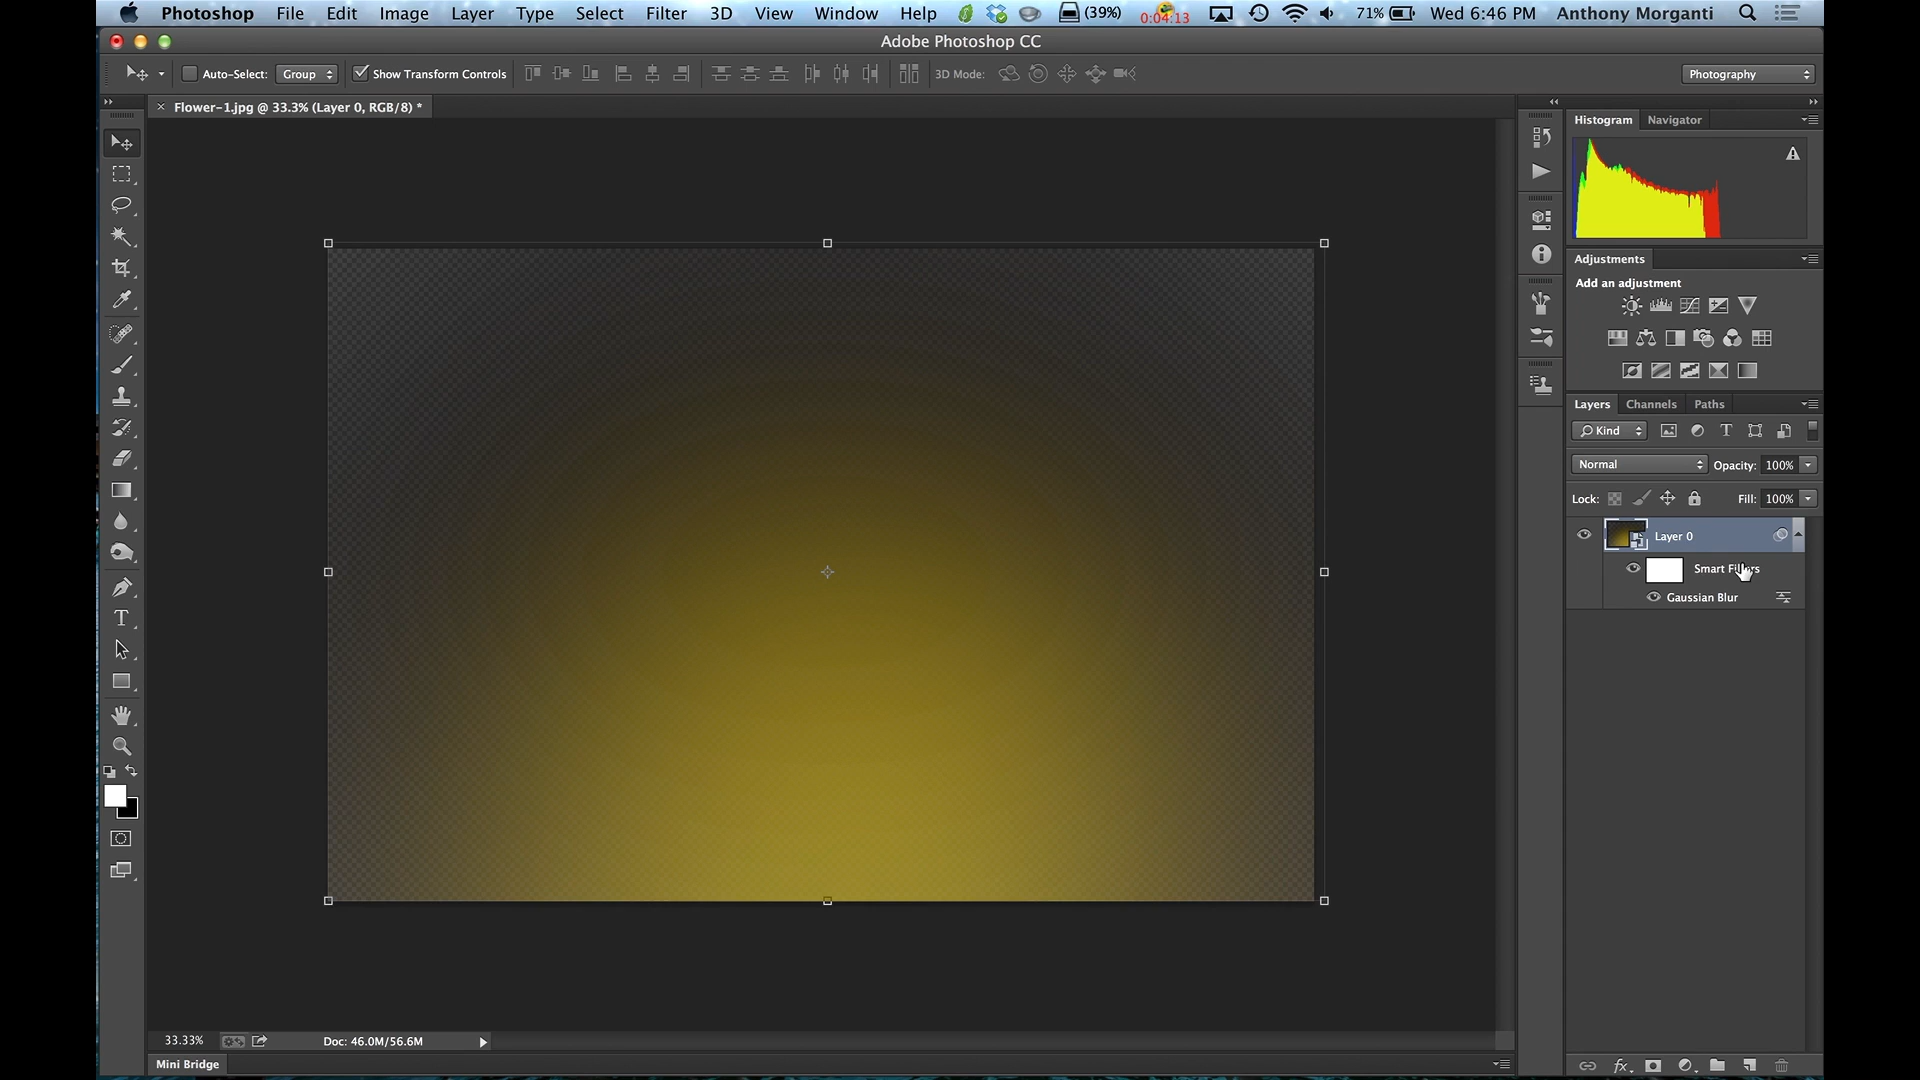 Photoshop File Edit Image Layer Type Select Filter 3D View Window Help (39%) 0:04:13 71% Wed 6:46 PM Anthony Morganti
Adobe Photoshop CC
Auto-Select: Group Show Transform Controls 3D Mode: Photography
× Flower-1.jpg @ 33.3% (Layer 0, RGB/8) *
Histogram Navigator
Adjustments
Add an adjustment
Layers Channels Paths
Kind
Normal Opacity: 100%
Lock: Fill: 100%
Layer 0
Smart Filters
Gaussian Blur
33.33% Doc: 46.0M/56.6M
Mini Bridge